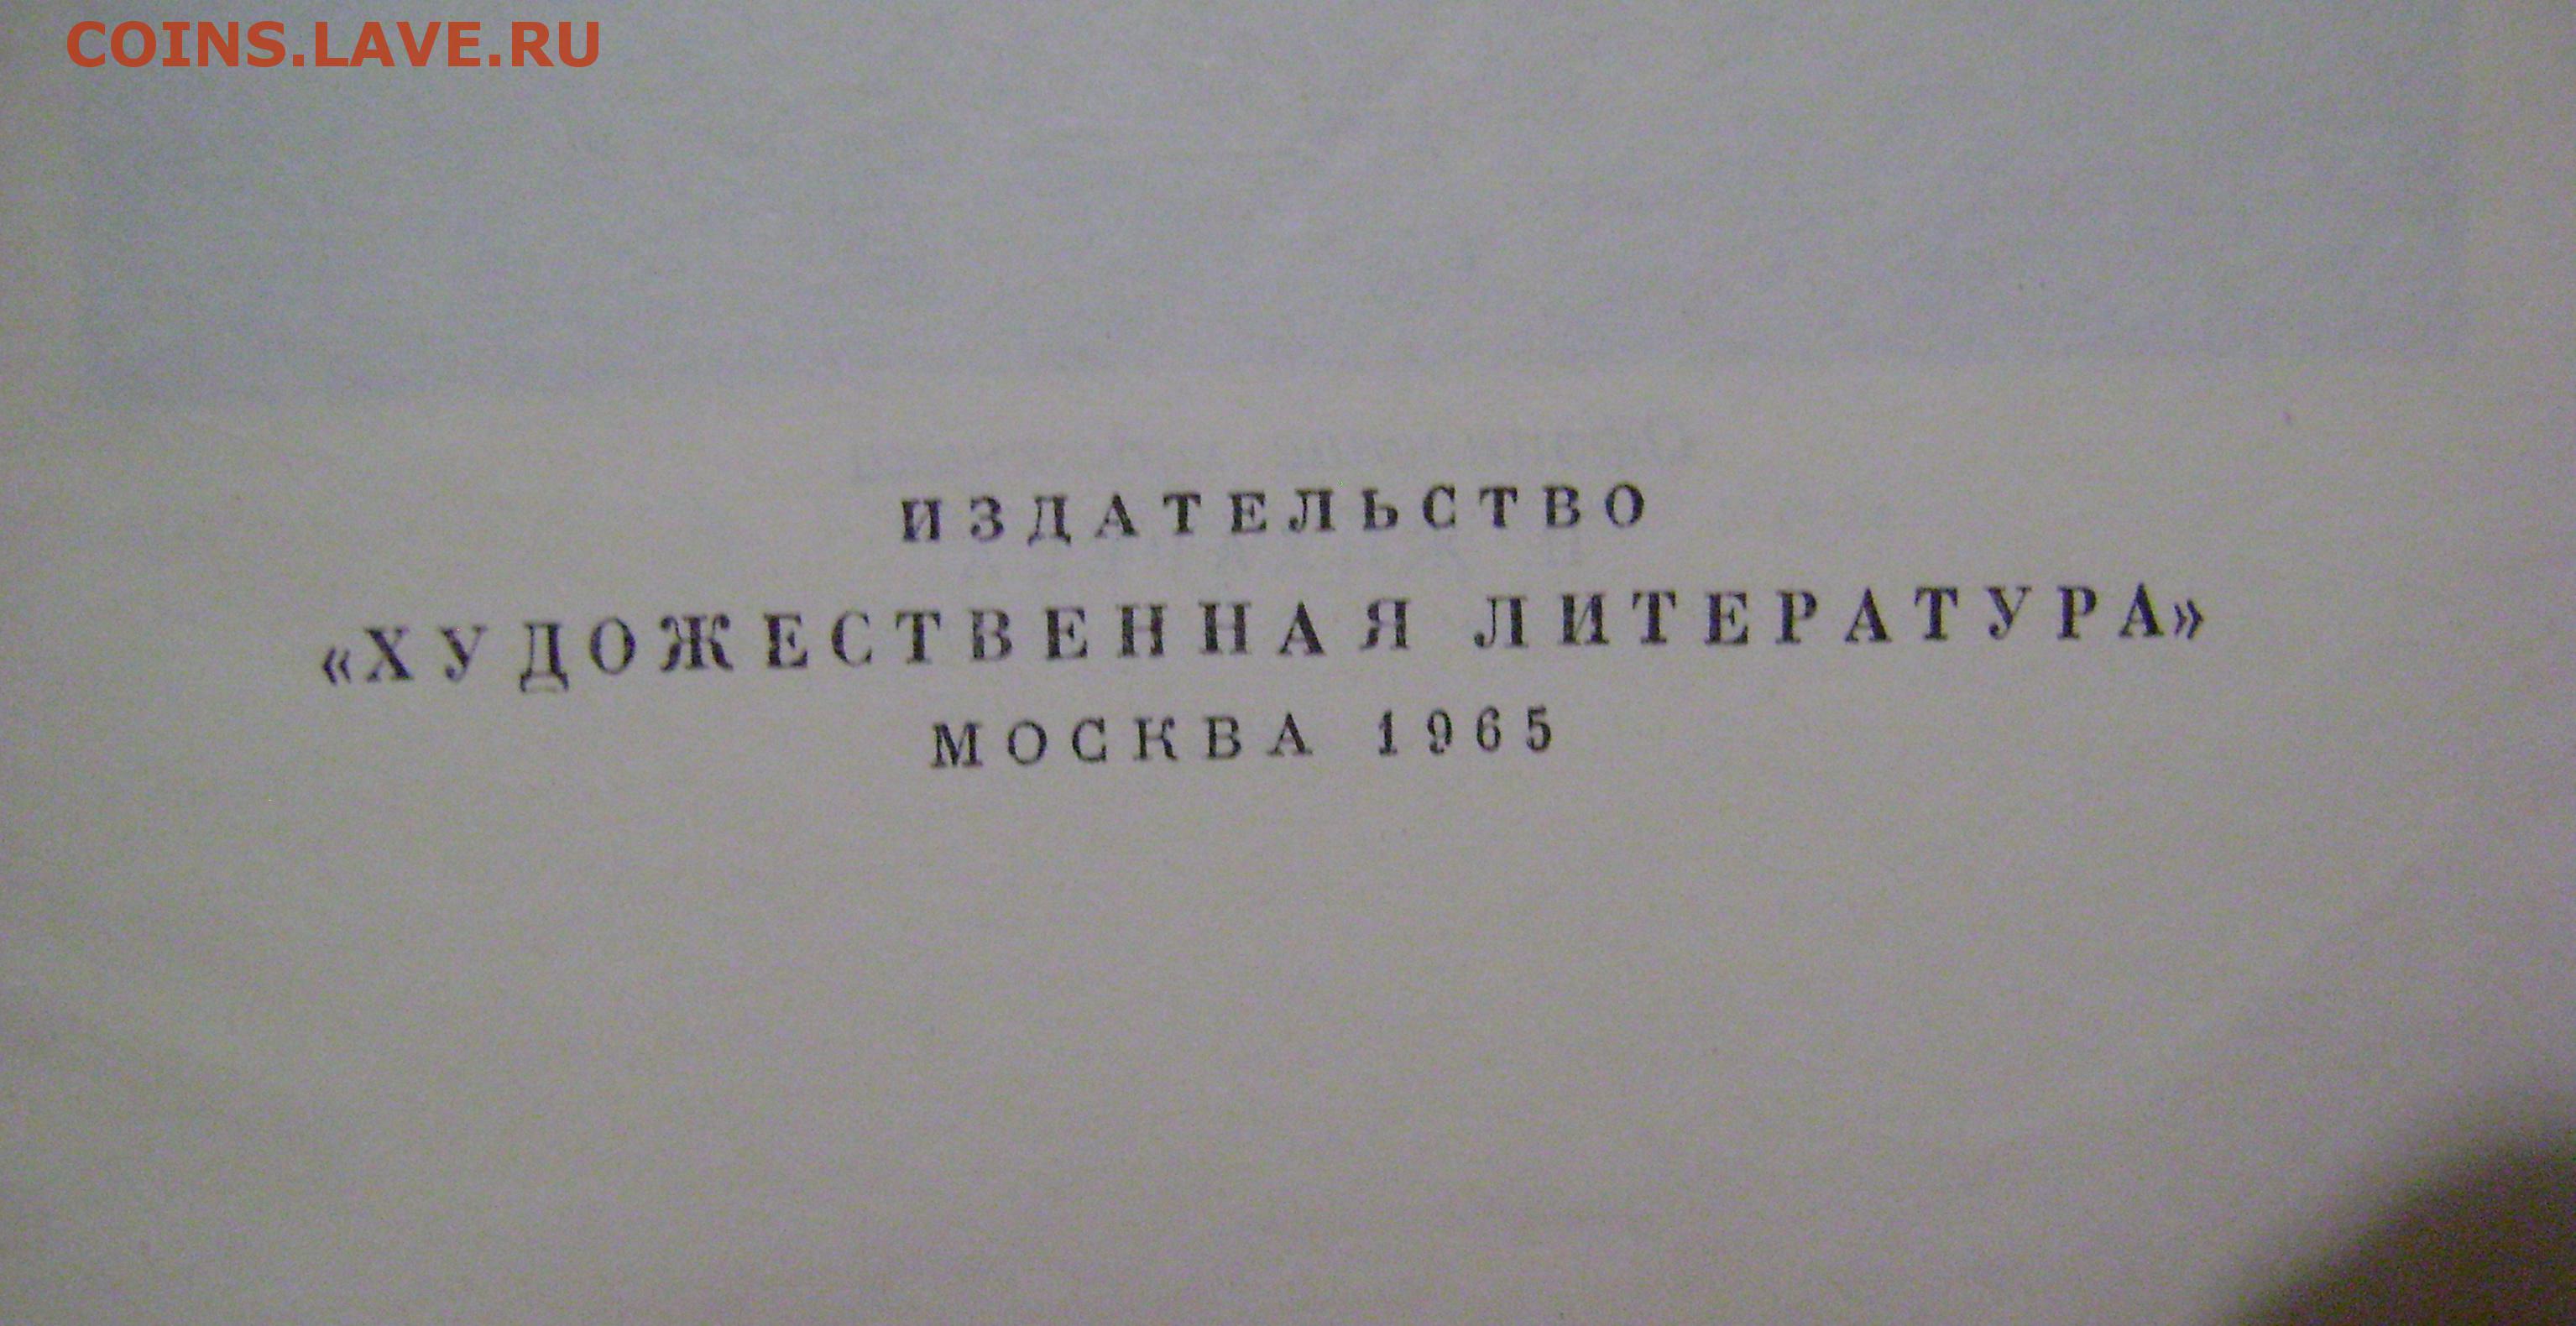 COINS.LAVE.RU
ИЗДАТЕЛЬСТВО
«ХУДОЖЕСТВЕННАЯ ЛИТЕРАТУРА»
МОСКВА 1965